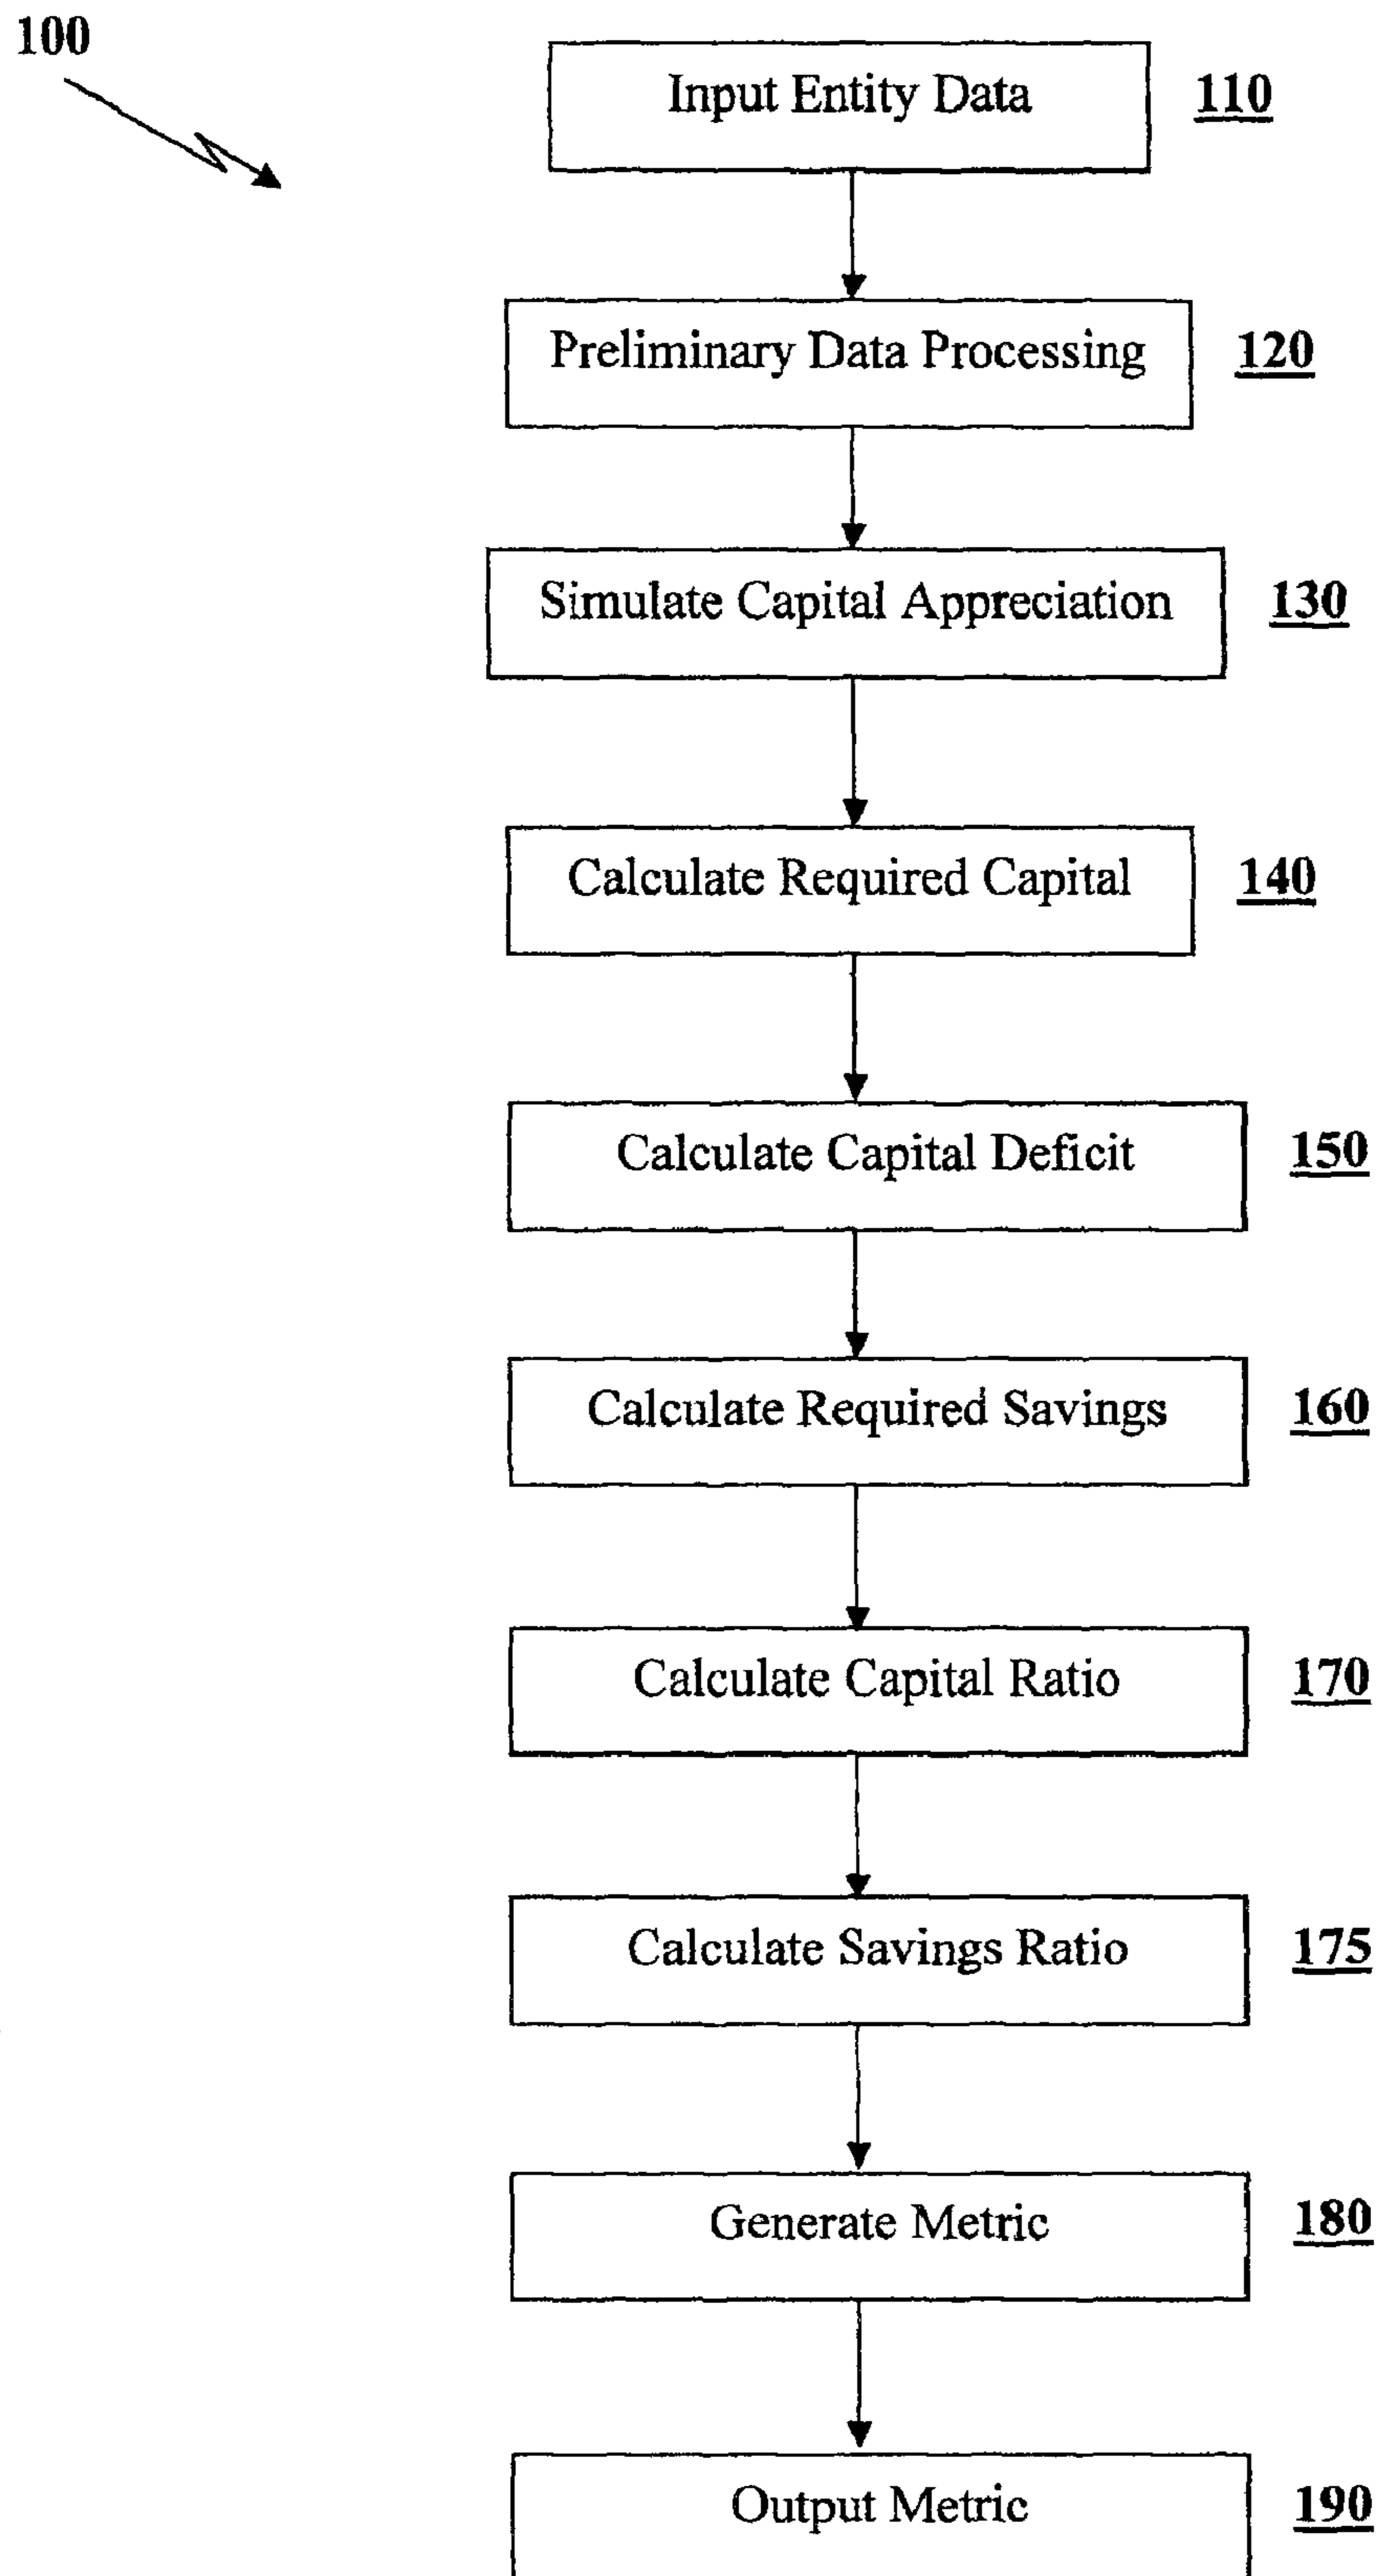 100
Input Entity Data 110
Preliminary Data Processing 120
Simulate Capital Appreciation 130
Calculate Required Capital 140
Calculate Capital Deficit 150
Calculate Required Savings 160
Calculate Capital Ratio 170
Calculate Savings Ratio 175
Generate Metric 180
Output Metric 190